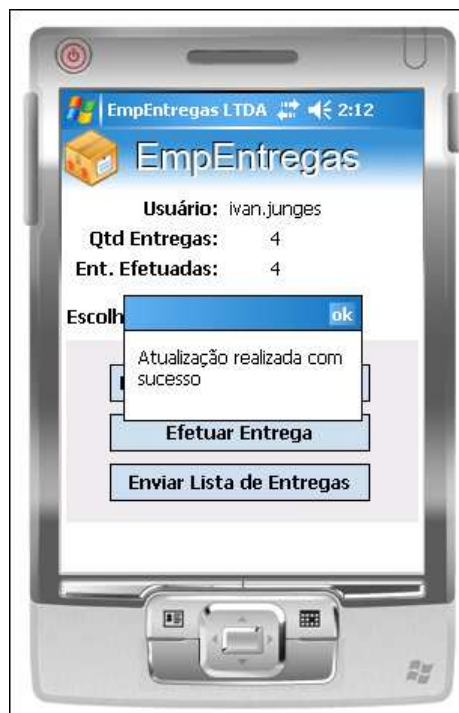 EmpEntregas LTDA 2:12
EmpEntregas
Usuário: ivan.junges
Qtd Entregas: 4
Ent. Efetuadas: 4
Escolh
ok
Atualização realizada com
sucesso
Efetuar Entrega
Enviar Lista de Entregas